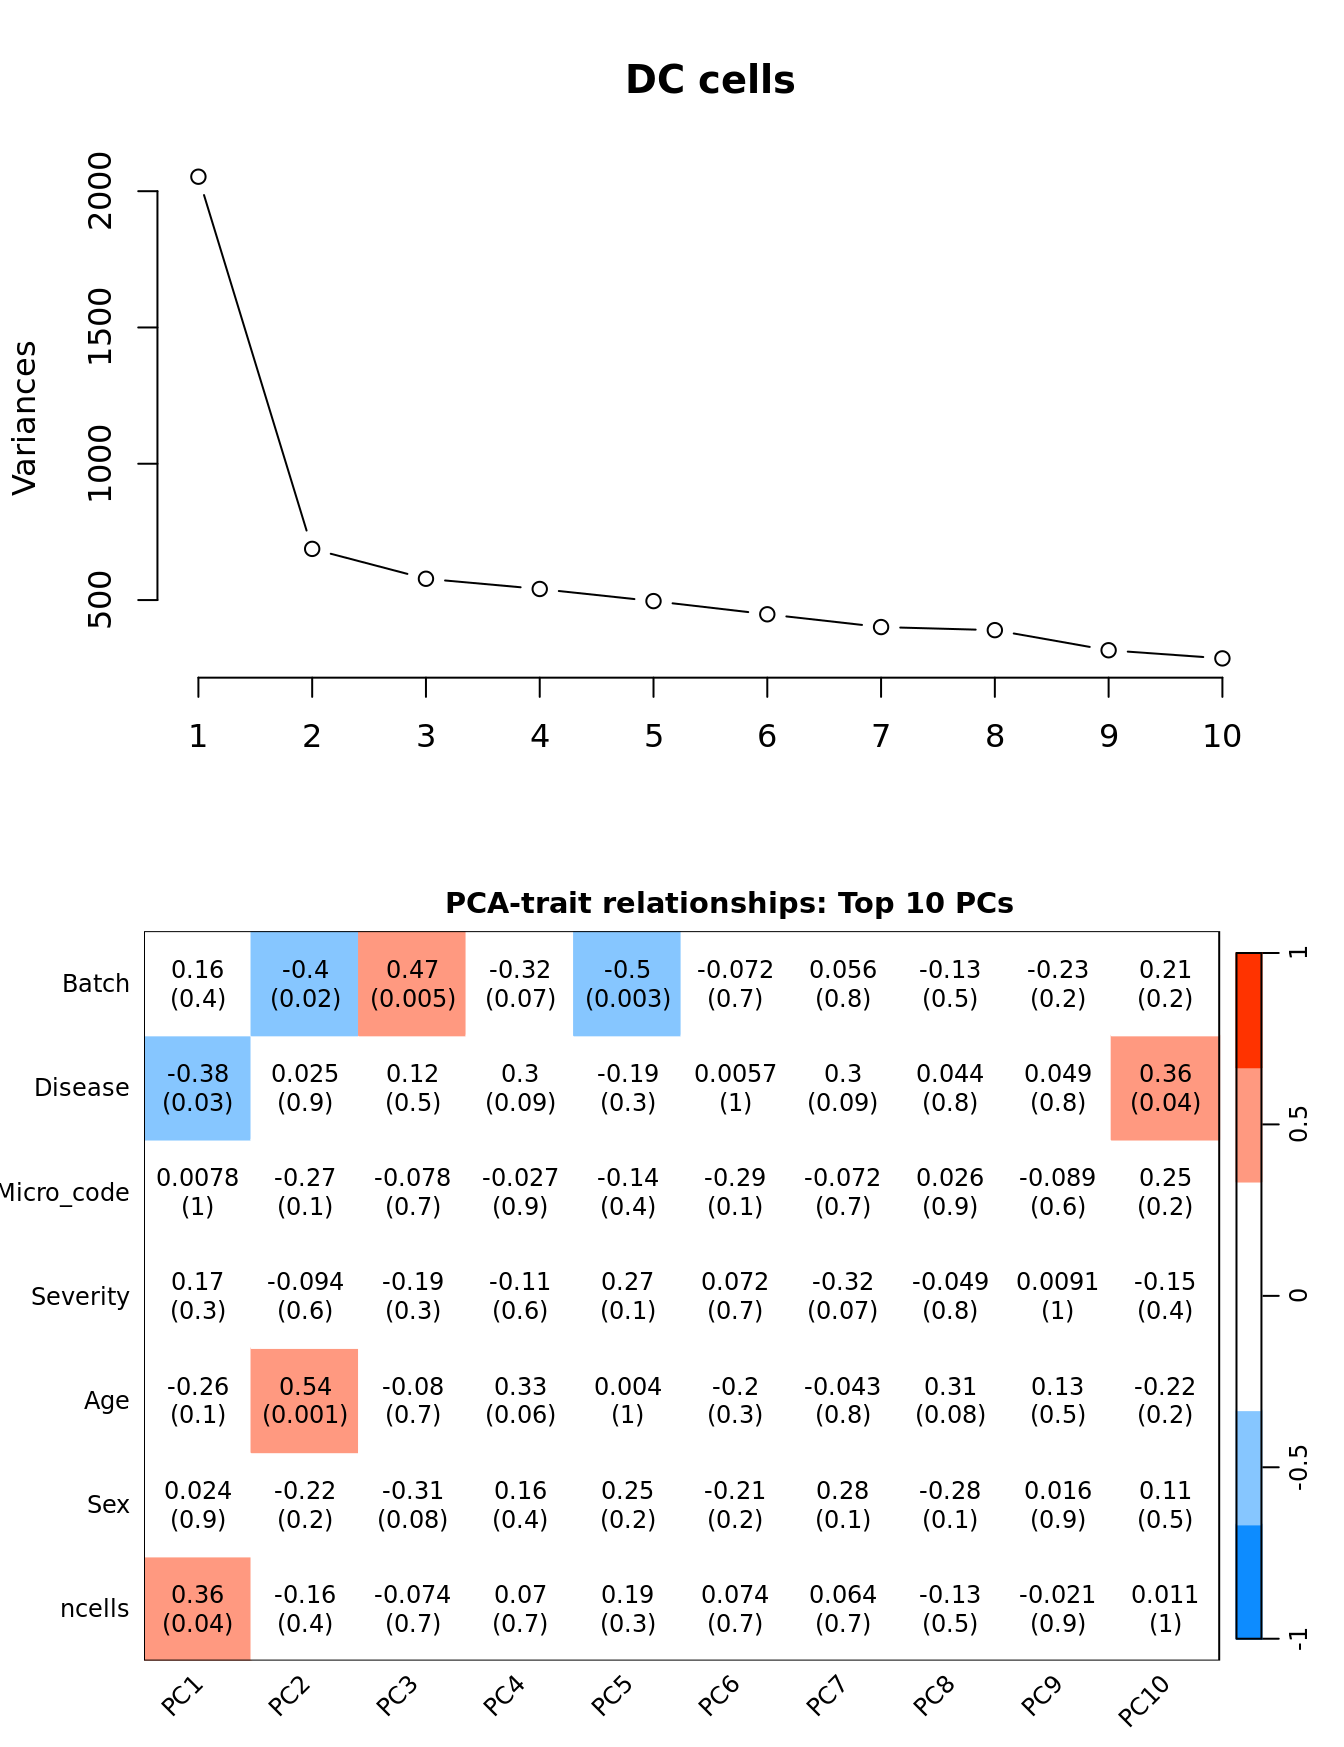 DC cells
Variances
2000
1500
1000
500
1 2 3 4 5 6 7 8 9 10
PCA-trait relationships: Top 10 PCs
Batch 0.16 -0.4 0.47 -0.32 -0.5 -0.072 0.056 -0.13 -0.23 0.21
(0.4) (0.02) (0.005) (0.07) (0.003) (0.7) (0.8) (0.5) (0.2) (0.2)
Disease -0.38 0.025 0.12 0.3 -0.19 0.0057 0.3 0.044 0.049 0.36
(0.03) (0.9) (0.5) (0.09) (0.3) (1) (0.09) (0.8) (0.8) (0.04)
Micro_code 0.0078 -0.27 -0.078 -0.027 -0.14 -0.29 -0.072 0.026 -0.089 0.25
(1) (0.1) (0.7) (0.9) (0.4) (0.1) (0.7) (0.9) (0.6) (0.2)
Severity 0.17 -0.094 -0.19 -0.11 0.27 0.072 -0.32 -0.049 0.0091 -0.15
(0.3) (0.6) (0.3) (0.6) (0.1) (0.7) (0.07) (0.8) (1) (0.4)
Age -0.26 0.54 -0.08 0.33 0.004 -0.2 -0.043 0.31 0.13 -0.22
(0.1) (0.001) (0.7) (0.06) (1) (0.3) (0.8) (0.08) (0.5) (0.2)
Sex 0.024 -0.22 -0.31 0.16 0.25 -0.21 0.28 -0.28 0.016 0.11
(0.9) (0.2) (0.08) (0.4) (0.2) (0.2) (0.1) (0.1) (0.9) (0.5)
ncells 0.36 -0.16 -0.074 0.07 0.19 0.074 0.064 -0.13 -0.021 0.011
(0.04) (0.4) (0.7) (0.7) (0.3) (0.7) (0.7) (0.5) (0.9) (1)
PC1 PC2 PC3 PC4 PC5 PC6 PC7 PC8 PC9 PC10
1
0.5
0
-0.5
-1